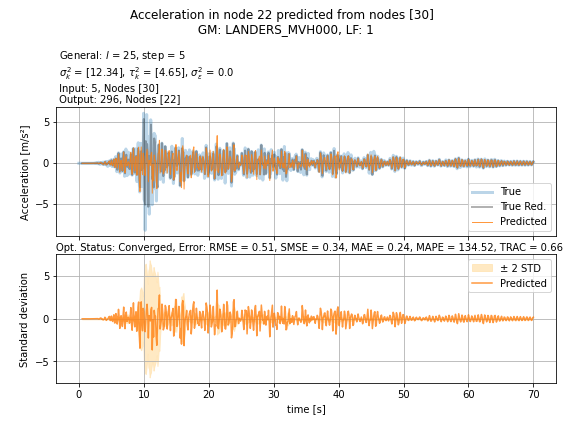 Acceleration in node 22 predicted from nodes [30]
GM: LANDERS_MVH000, LF: 1
General: l = 25, step = 5
σ²ₖ = [12.34], τ²ₖ = [4.65], σ²ₑ = 0.0
Input: 5, Nodes [30]
Output: 296, Nodes [22]
Acceleration [m/s²]
5
0
−5
True
True Red.
Predicted
Opt. Status: Converged, Error: RMSE = 0.51, SMSE = 0.34, MAE = 0.24, MAPE = 134.52, TRAC = 0.66
Standard deviation
5
0
−5
± 2 STD
Predicted
0 10 20 30 40 50 60 70
time [s]